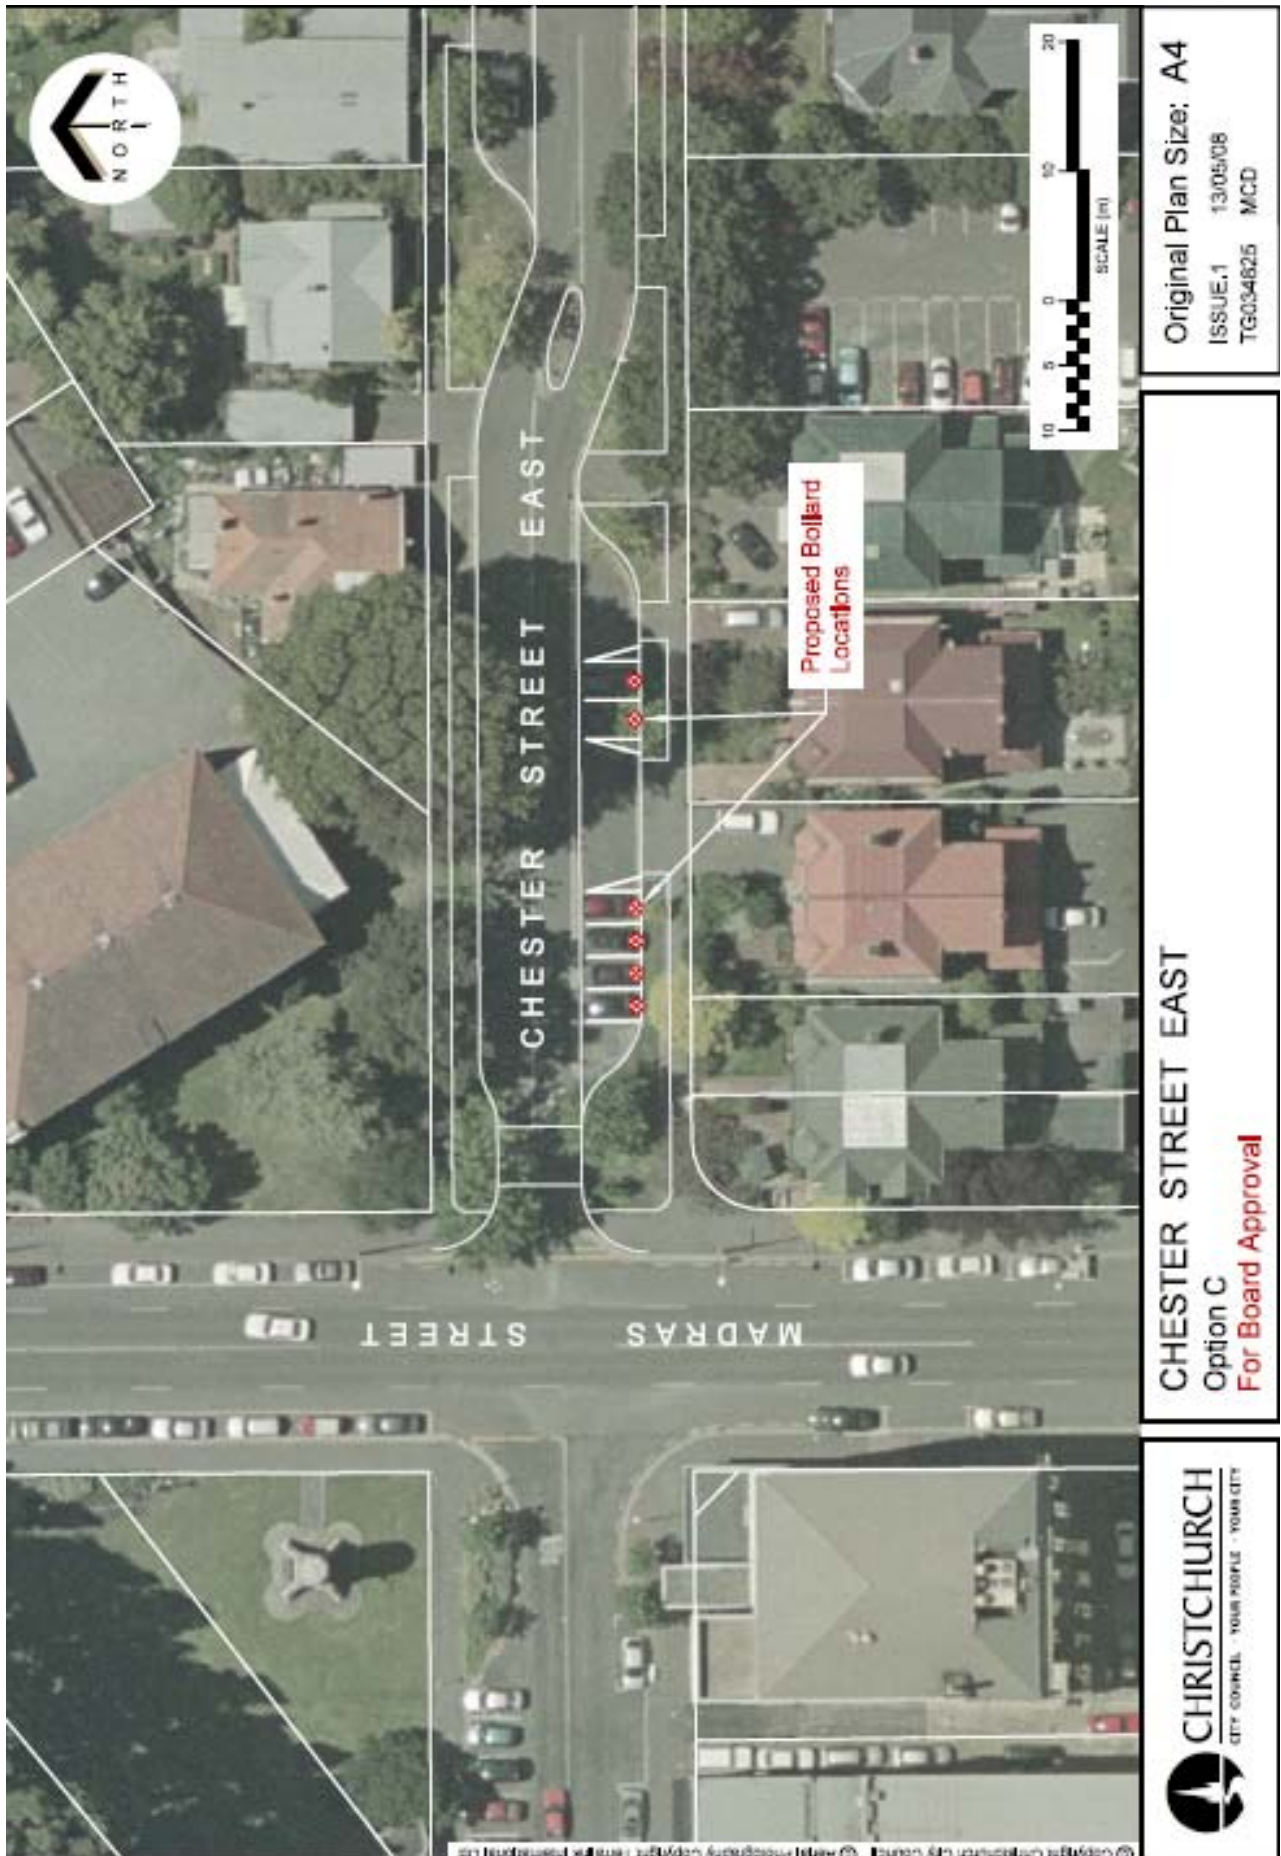 NORTH
CHESTER STREET EAST
MADRAS STREET
Proposed Bollard
Locations
10 5 0 10 20
SCALE (m)
CHRISTCHURCH
CITY COUNCIL · YOUR PEOPLE · YOUR CITY
CHESTER STREET EAST
Option C
For Board Approval
Original Plan Size: A4
ISSUE.1 13/05/08
TG034625 MCD